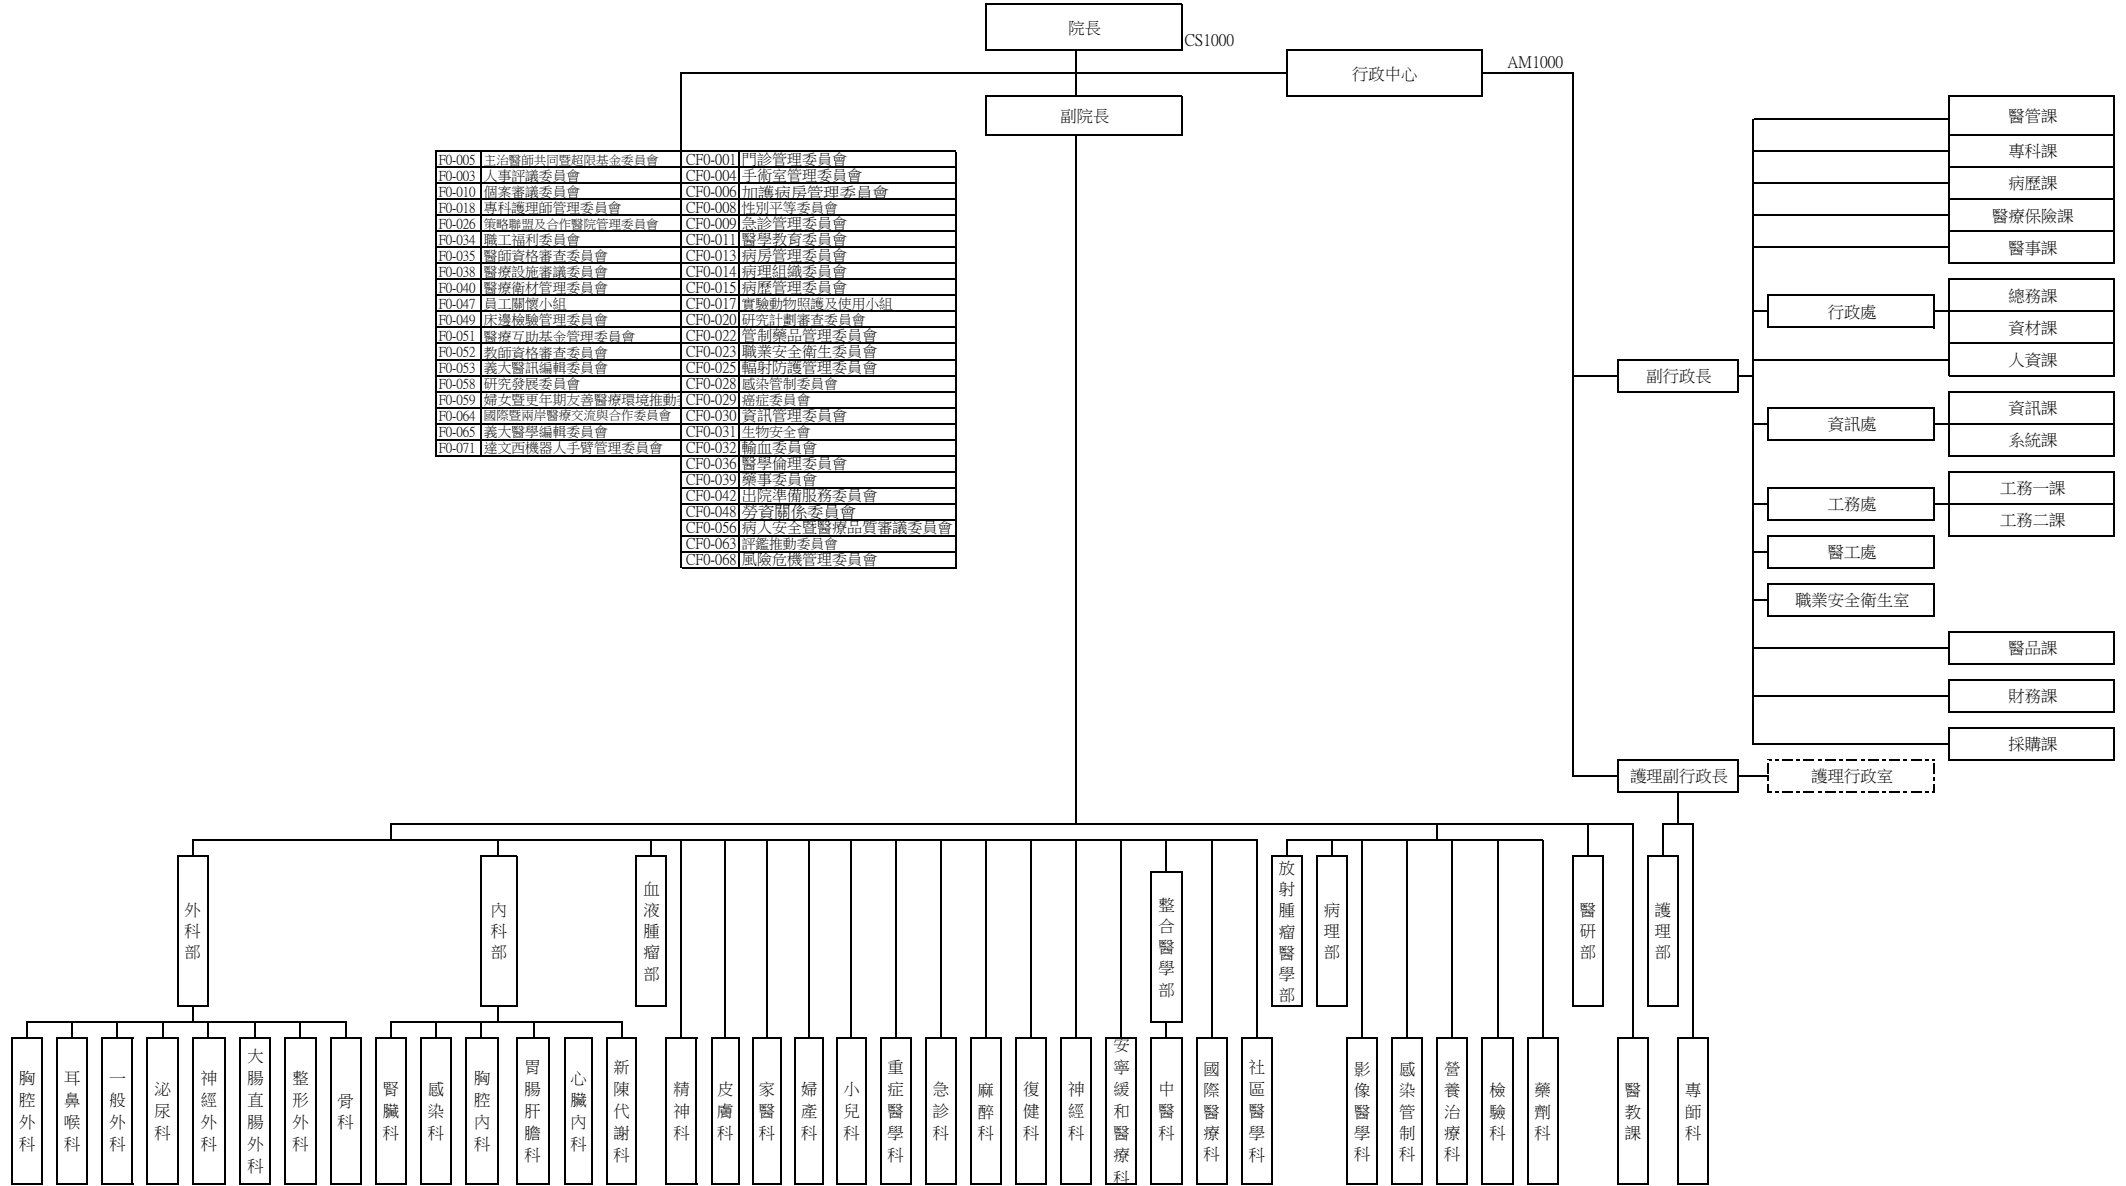 院長
CS1000
行政中心
AM1000
副院長
F0-005 主治醫師共同暨超限基金委員會 CF0-001 門診管理委員會
F0-003 人事評議委員會 CF0-004 手術室管理委員會
F0-010 個案審議委員會 CF0-006 加護病房管理委員會
F0-018 專科護理師管理委員會 CF0-008 性別平等委員會
F0-026 策略聯盟及合作醫院管理委員會 CF0-009 急診管理委員會
F0-034 職工福利委員會 CF0-011 醫學教育委員會
F0-035 醫師資格審查委員會 CF0-013 病房管理委員會
F0-038 醫療設施審議委員會 CF0-014 病理組織委員會
F0-040 醫療衛材管理委員會 CF0-015 病歷管理委員會
F0-047 員工關懷小組 CF0-017 實驗動物照護及使用小組
F0-049 床邊檢驗管理委員會 CF0-020 研究計劃審查委員會
F0-051 醫療互助基金管理委員會 CF0-022 管制藥品管理委員會
F0-052 教師資格審查委員會 CF0-023 職業安全衛生委員會
F0-053 義大醫訊編輯委員會 CF0-025 輻射防護管理委員會
F0-058 研究發展委員會 CF0-028 感染管制委員會
F0-059 婦女暨更年期友善醫療環境推動 CF0-029 癌症委員會
F0-064 國際暨兩岸醫療交流與合作委員會 CF0-030 資訊管理委員會
F0-065 義大醫學編輯委員會 CF0-031 生物安全會
F0-071 達文西機器人手臂管理委員會 CF0-032 輸血委員會
CF0-036 醫學倫理委員會
CF0-039 藥事委員會
CF0-042 出院準備服務委員會
CF0-048 勞資關係委員會
CF0-056 病人安全暨醫療品質審議委員會
CF0-063 評鑑推動委員會
CF0-068 風險危機管理委員會
醫管課
專科課
病歷課
醫療保險課
醫事課
行政處
總務課
資材課
人資課
副行政長
資訊處
資訊課
系統課
工務處
工務一課
工務二課
醫工處
職業安全衛生室
醫品課
財務課
採購課
護理副行政長
護理行政室
外科部
內科部
血液腫瘤部
整合醫學部
放射腫瘤醫學部
病理部
醫研部
護理部
胸腔外科
耳鼻喉科
一般外科
泌尿科
神經外科
大腸直腸外科
整形外科
骨科
腎臟科
感染科
胸腔內科
胃腸肝膽科
心臟內科
新陳代謝科
精神科
皮膚科
家醫科
婦產科
小兒科
重症醫學科
急診科
麻醉科
復健科
神經科
安寧緩和醫療科
中醫科
國際醫療科
社區醫學科
影像醫學科
感染管制科
營養治療科
檢驗科
藥劑科
醫教課
專師科